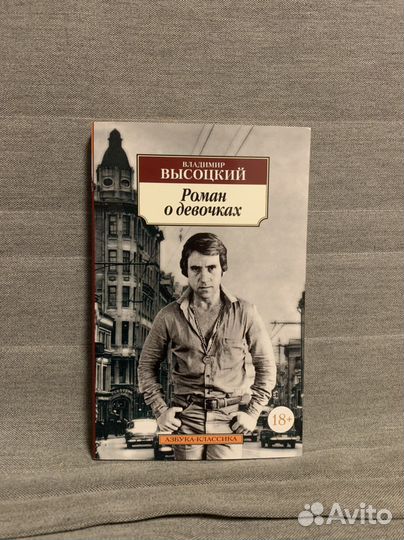 ВЛАДИМИР
ВЫСОЦКИЙ
Роман
о девочках
18+
АЗБУКА-КЛАССИКА
Avito